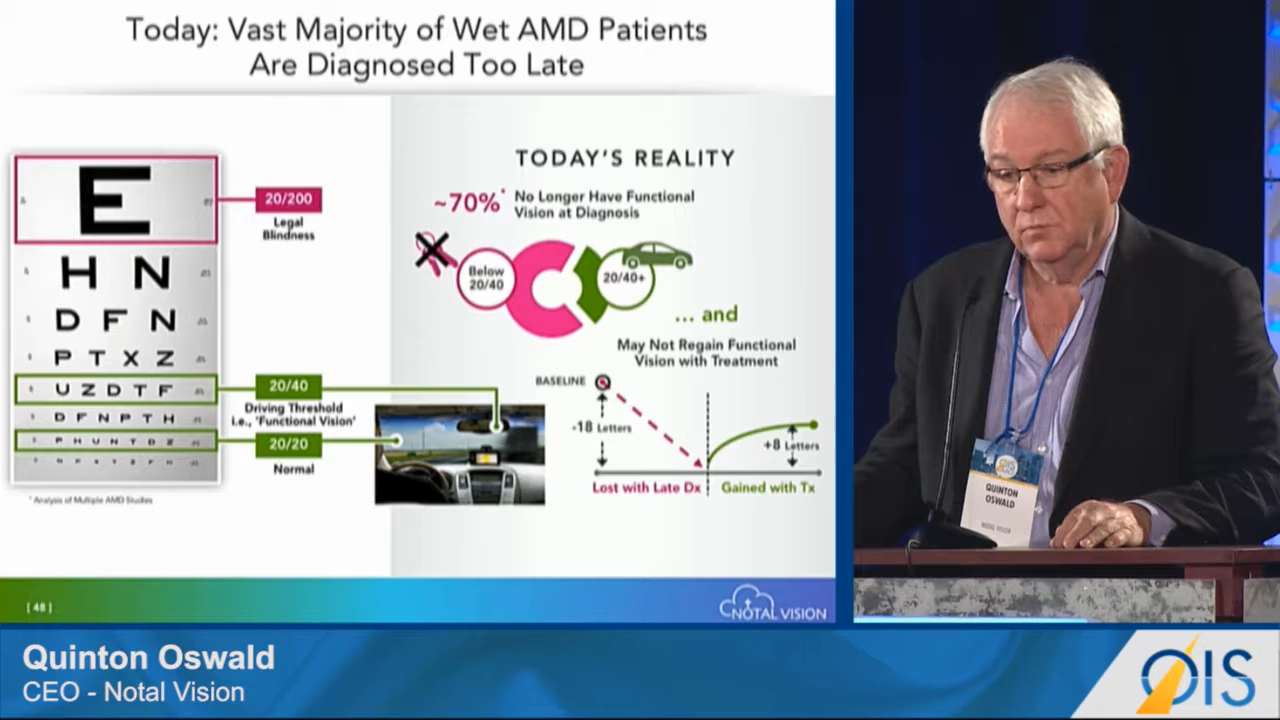 Today: Vast Majority of Wet AMD Patients
Are Diagnosed Too Late
E
H N
D F N
P T X Z
U Z D T F
D F N P T H
P H U N T D Z
20/200
Legal
Blindness
20/40
Driving Threshold
i.e., 'Functional Vision'
20/20
Normal
* Analysis of Multiple AMD Studies
TODAY'S REALITY
~70%* No Longer Have Functional
Vision at Diagnosis
Below
20/40
20/40+
... and
May Not Regain Functional
Vision with Treatment
BASELINE
-18 Letters
+8 Letters
Lost with Late Dx
Gained with Tx
[ 48 ]
NOTAL VISION
OIS
QUINTON
OSWALD
NOTAL VISION
Quinton Oswald
CEO - Notal Vision
OIS